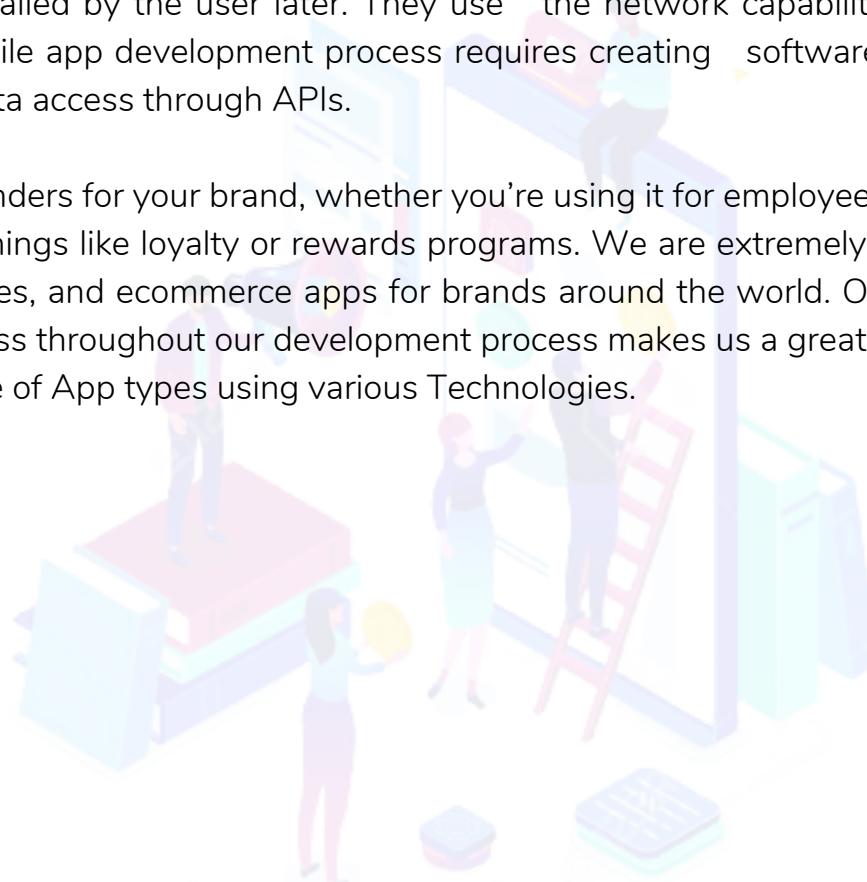 alled by the user later. They use the network capabilit
ile app development process requires creating software
ta access through APIs.
nders for your brand, whether you’re using it for employee
nings like loyalty or rewards programs. We are extremely
es, and ecommerce apps for brands around the world. O
ss throughout our development process makes us a great
e of App types using various Technologies.